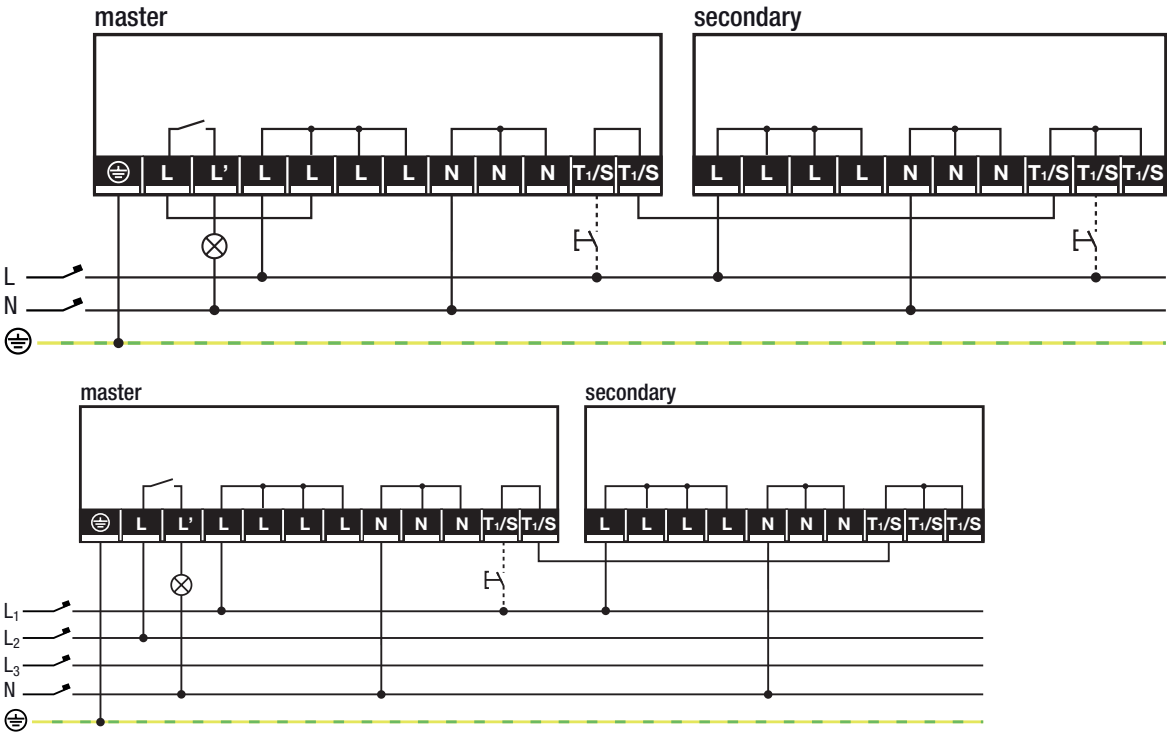 master secondary
L L' L L L L N N N T₁/S T₁/S L L L L N N N T₁/S T₁/S T₁/S
L
N
master secondary
L L' L L L L N N N T₁/S T₁/S L L L L N N N T₁/S T₁/S T₁/S
L₁
L₂
L₃
N